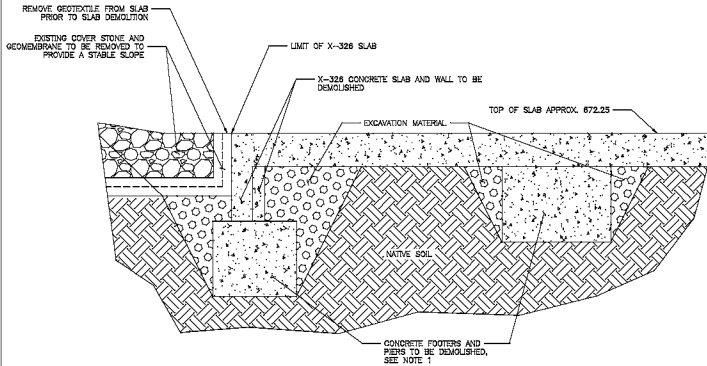 REMOVE GEOTEXTILE FROM SLAB
PRIOR TO SLAB DEMOLITION
EXISTING COVER STONE AND
GEOMEMBRANE TO BE REMOVED TO
PROVIDE A STABLE SLOPE
LIMIT OF X-326 SLAB
X-326 CONCRETE SLAB AND WALL TO BE
DEMOLISHED
EXCAVATION MATERIAL
TOP OF SLAB APPROX. 672.25
NATIVE SOIL
CONCRETE FOOTERS AND
PIERS TO BE DEMOLISHED,
SEE NOTE 1